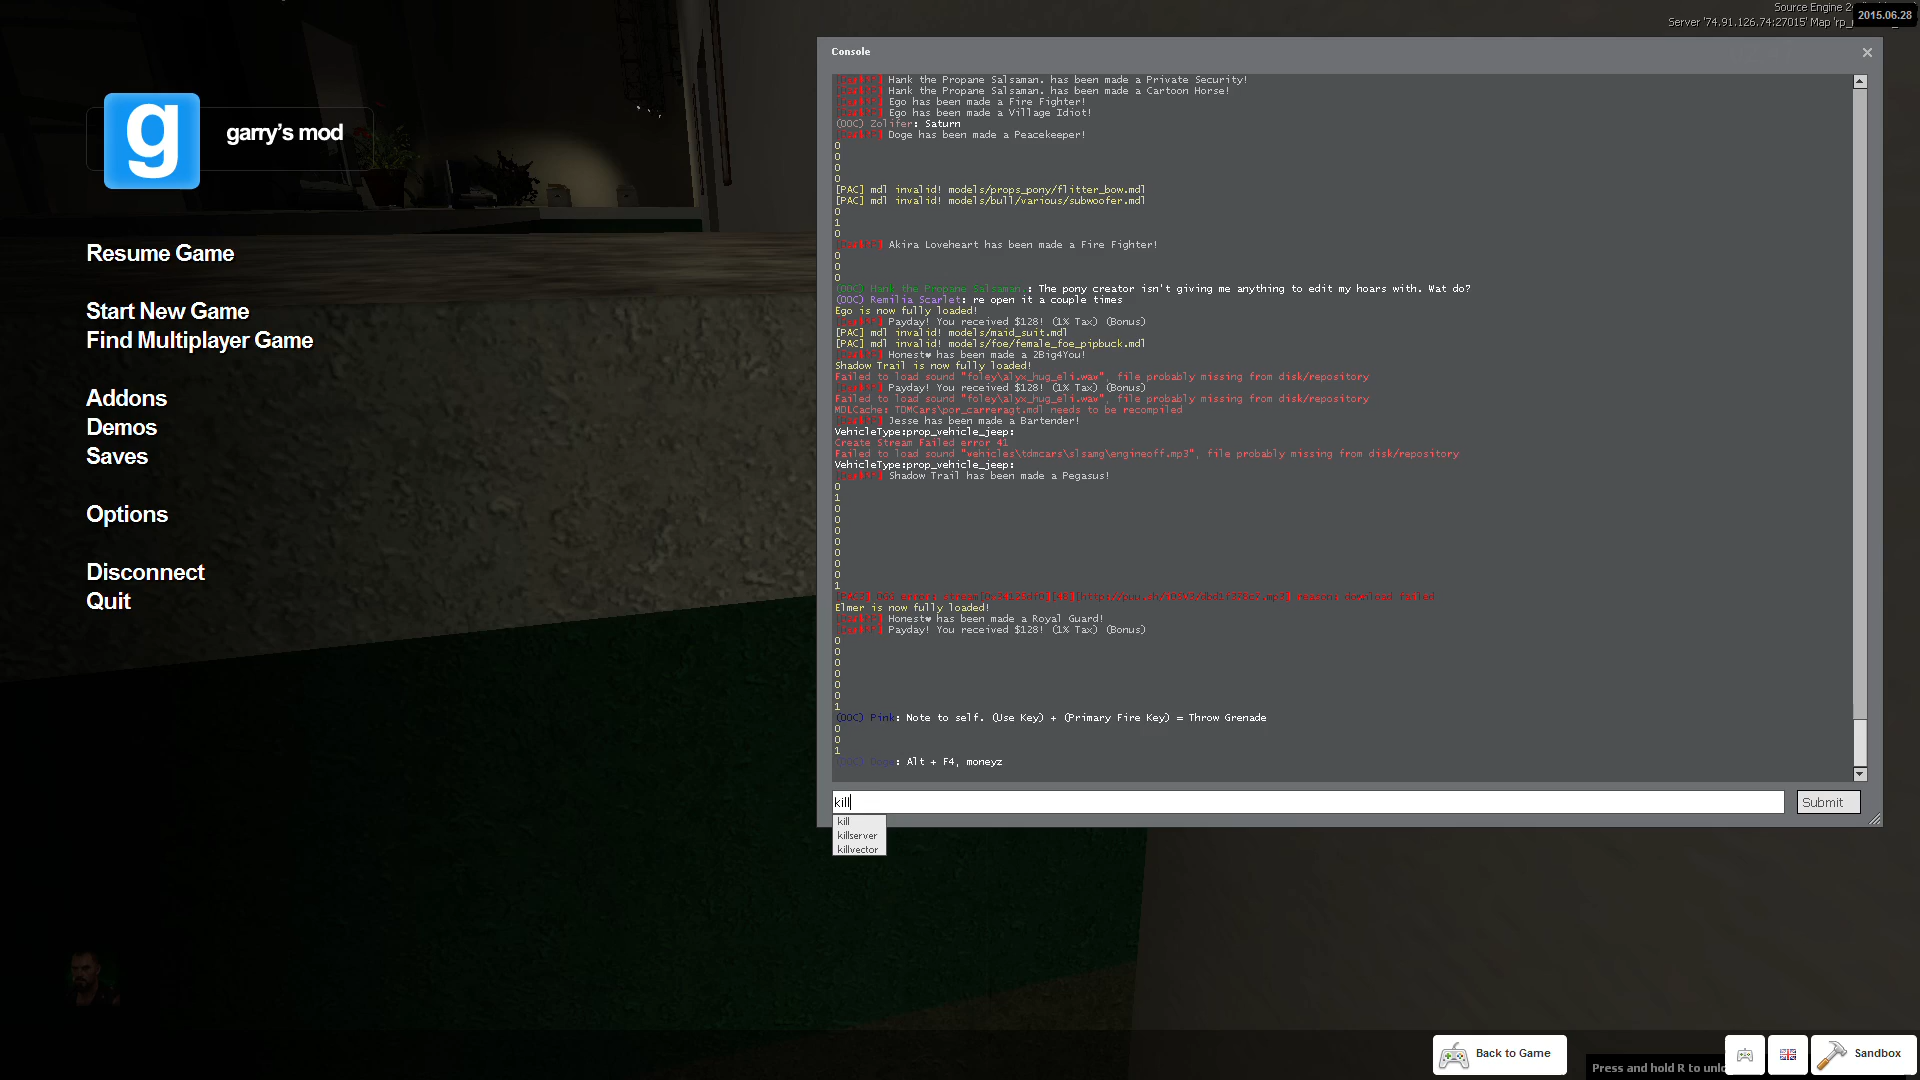 Source Engine 2
2015.06.28
Server '74.91.126.74:27015' Map 'rp_
g
garry's mod
Resume Game
Start New Game
Find Multiplayer Game
Addons
Demos
Saves
Options
Disconnect
Quit
Console
Hank the Propane Salsaman. has been made a Private Security!
Hank the Propane Salsaman. has been made a Cartoon Horse!
Ego has been made a Fire Fighter!
Ego has been made a Village Idiot!
(OOC) Zolifer: Saturn
Doge has been made a Peacekeeper!
0
0
0
0
[PAC] mdl invalid! models/props_pony/flitter_bow.mdl
[PAC] mdl invalid! models/bull/various/subwoofer.mdl
0
1
0
Akira Loveheart has been made a Fire Fighter!
0
0
0
(OOC) Hank the Propane Salsaman.: The pony creator isn't giving me anything to edit my hoars with. Wat do?
(OOC) Remilia Scarlet: re open it a couple times
Ego is now fully loaded!
Payday! You received $128! (1% Tax) (Bonus)
[PAC] mdl invalid! models/maid_suit.mdl
[PAC] mdl invalid! models/foe/female_foe_pipbuck.mdl
Honest♥ has been made a 2Big4You!
Shadow Trail is now fully loaded!
Failed to load sound "foley\alyx_hug_eli.wav", file probably missing from disk/repository
Payday! You received $128! (1% Tax) (Bonus)
Failed to load sound "foley\alyx_hug_eli.wav", file probably missing from disk/repository
MDLCache: TDMCars\por_carreragt.mdl needs to be recompiled
Jesse has been made a Bartender!
VehicleType:prop_vehicle_jeep:
Create Stream Failed error 41
Failed to load sound "vehicles\tdmcars\slsamg\engineoff.mp3", file probably missing from disk/repository
VehicleType:prop_vehicle_jeep:
Shadow Trail has been made a Pegasus!
0
1
0
0
0
0
0
0
0
1
reason: download failed
Elmer is now fully loaded!
Honest♥ has been made a Royal Guard!
Payday! You received $128! (1% Tax) (Bonus)
0
0
0
0
0
0
1
(OOC) Pink: Note to self. (Use Key) + (Primary Fire Key) = Throw Grenade
0
0
1
(OOC) Doge: Alt + F4, moneyz
kill
Submit
kill
killserver
killvector
Back to Game
Press and hold R to unlo
Sandbox